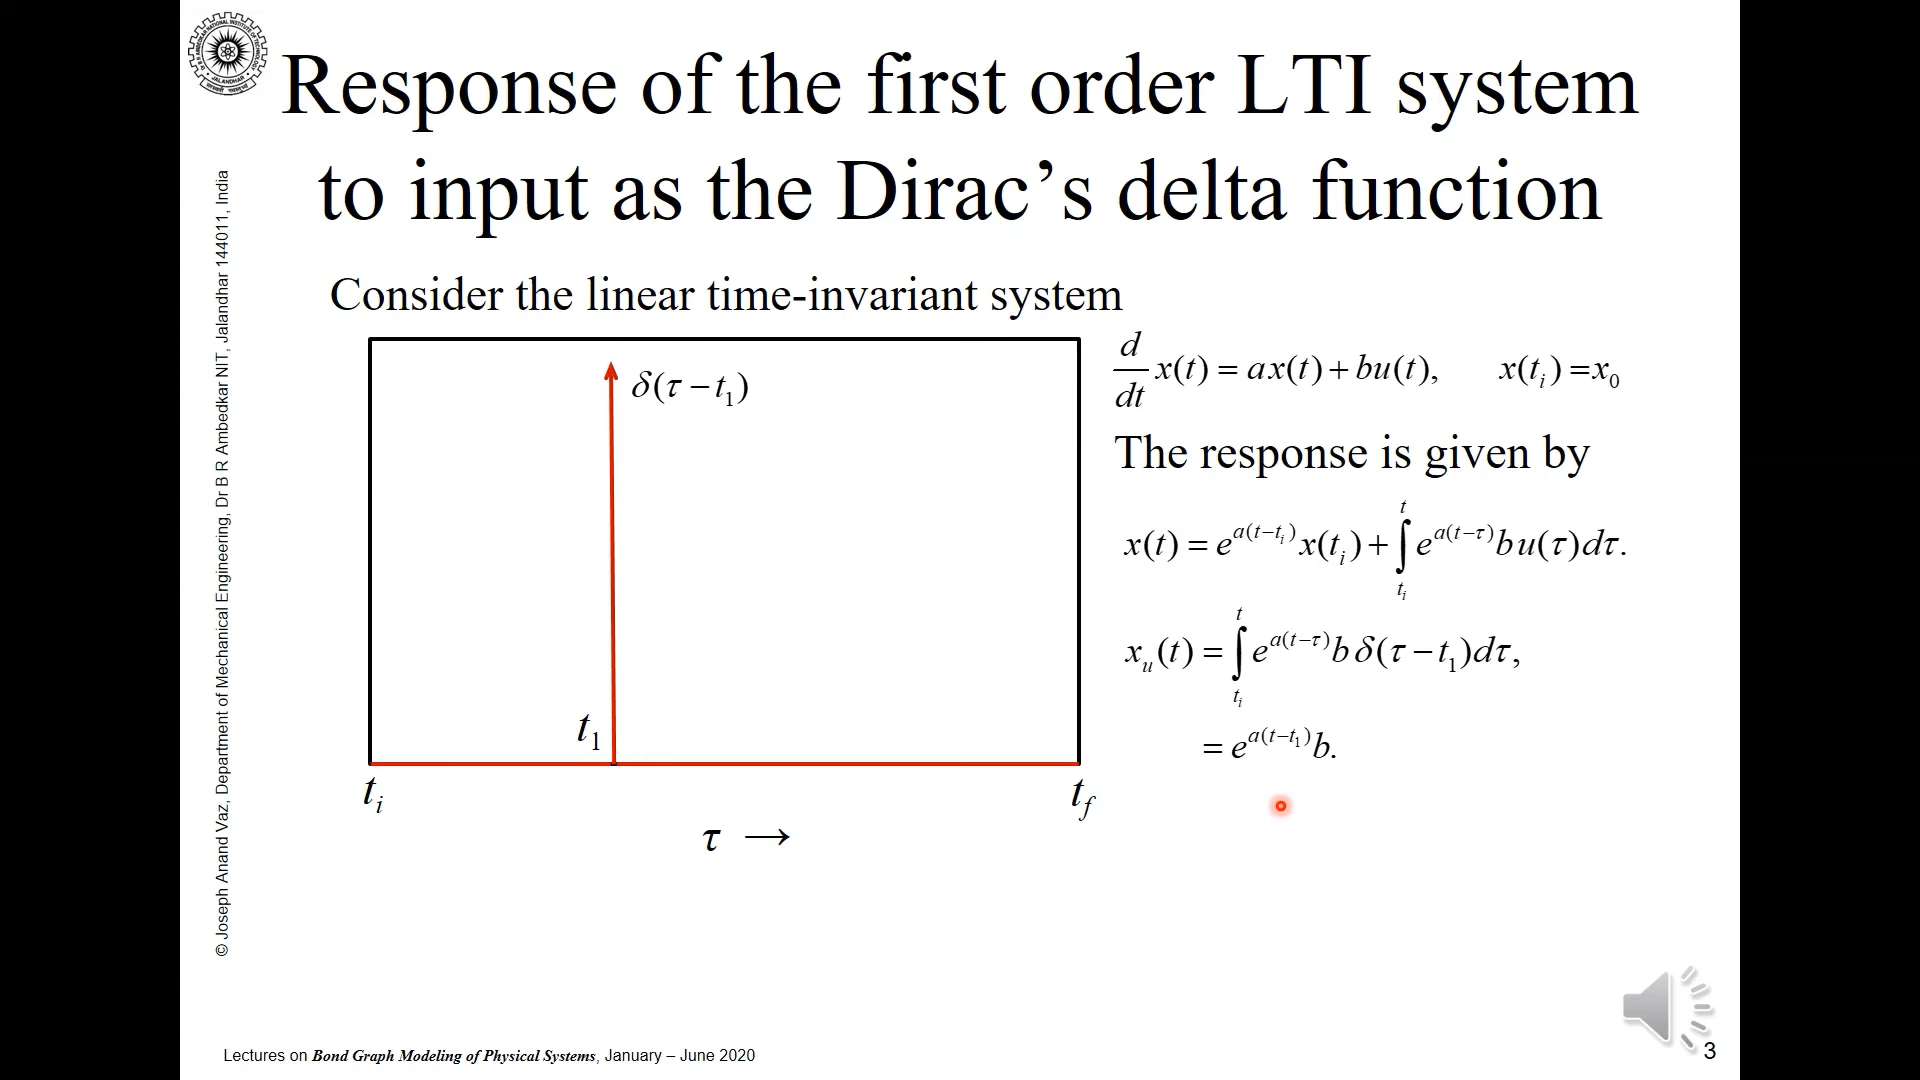 Response of the first order LTI system
to input as the Dirac’s delta function
© Joseph Anand Vaz, Department of Mechanical Engineering, Dr B R Ambedkar NIT, Jalandhar 144011, India
Consider the linear time-invariant system
δ(τ − t₁)
t₁
tᵢ
t_f
τ →
d/dt x(t) = ax(t) + bu(t), x(tᵢ) = x₀
The response is given by
x(t) = e^{a(t−tᵢ)} x(tᵢ) + ∫_{tᵢ}^{t} e^{a(t−τ)} b u(τ) dτ.
x_u(t) = ∫_{tᵢ}^{t} e^{a(t−τ)} b δ(τ − t₁) dτ,
= e^{a(t−t₁)} b.
Lectures on Bond Graph Modeling of Physical Systems, January – June 2020
3